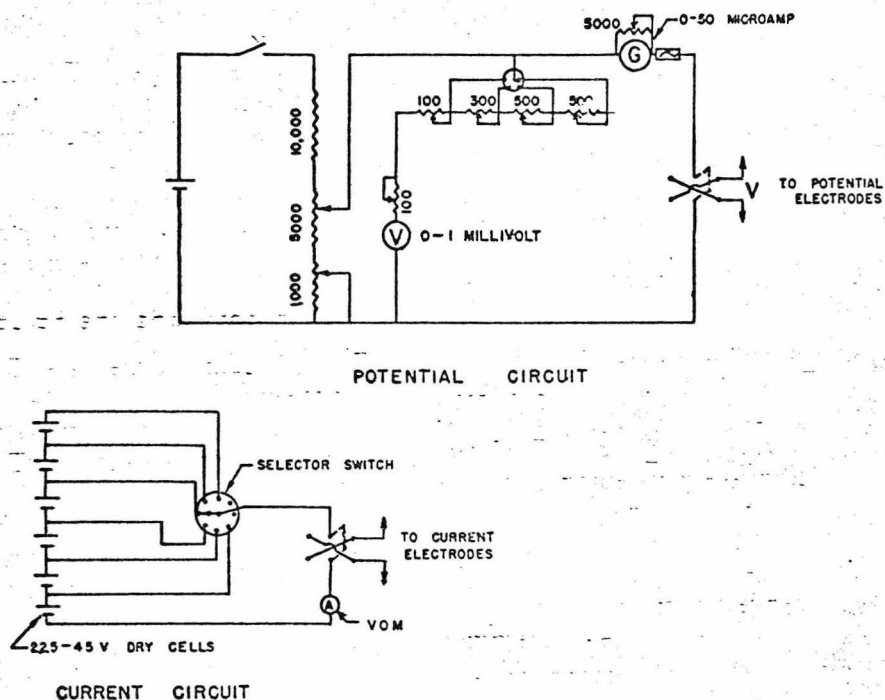 5000
0-50 MICROAMP
G
100
300
500
10,000
5000
100
V
TO POTENTIAL
ELECTRODES
V
0-1 MILLIVOLT
1000
POTENTIAL CIRCUIT
SELECTOR SWITCH
TO CURRENT
ELECTRODES
A
VOM
22.5-45 V DRY CELLS
CURRENT CIRCUIT